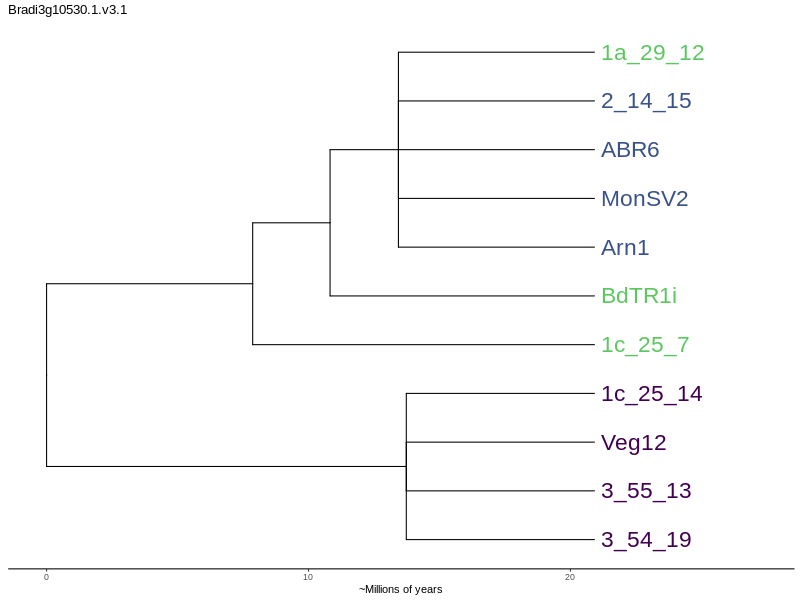 Bradi3g10530.1.v3.1
1a_29_12
2_14_15
ABR6
MonSV2
Arn1
BdTR1i
1c_25_7
1c_25_14
Veg12
3_55_13
3_54_19
0 10 20
~Millions of years